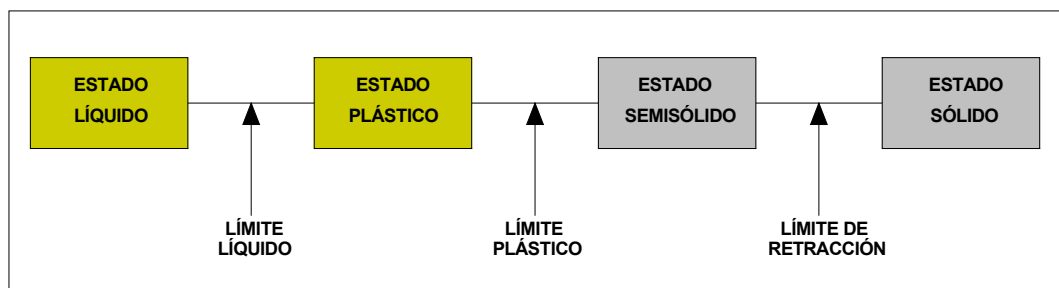 ESTADO
LÍQUIDO
ESTADO
PLÁSTICO
ESTADO
SEMISÓLIDO
ESTADO
SÓLIDO
LÍMITE
LÍQUIDO
LÍMITE
PLÁSTICO
LÍMITE DE
RETRACCIÓN